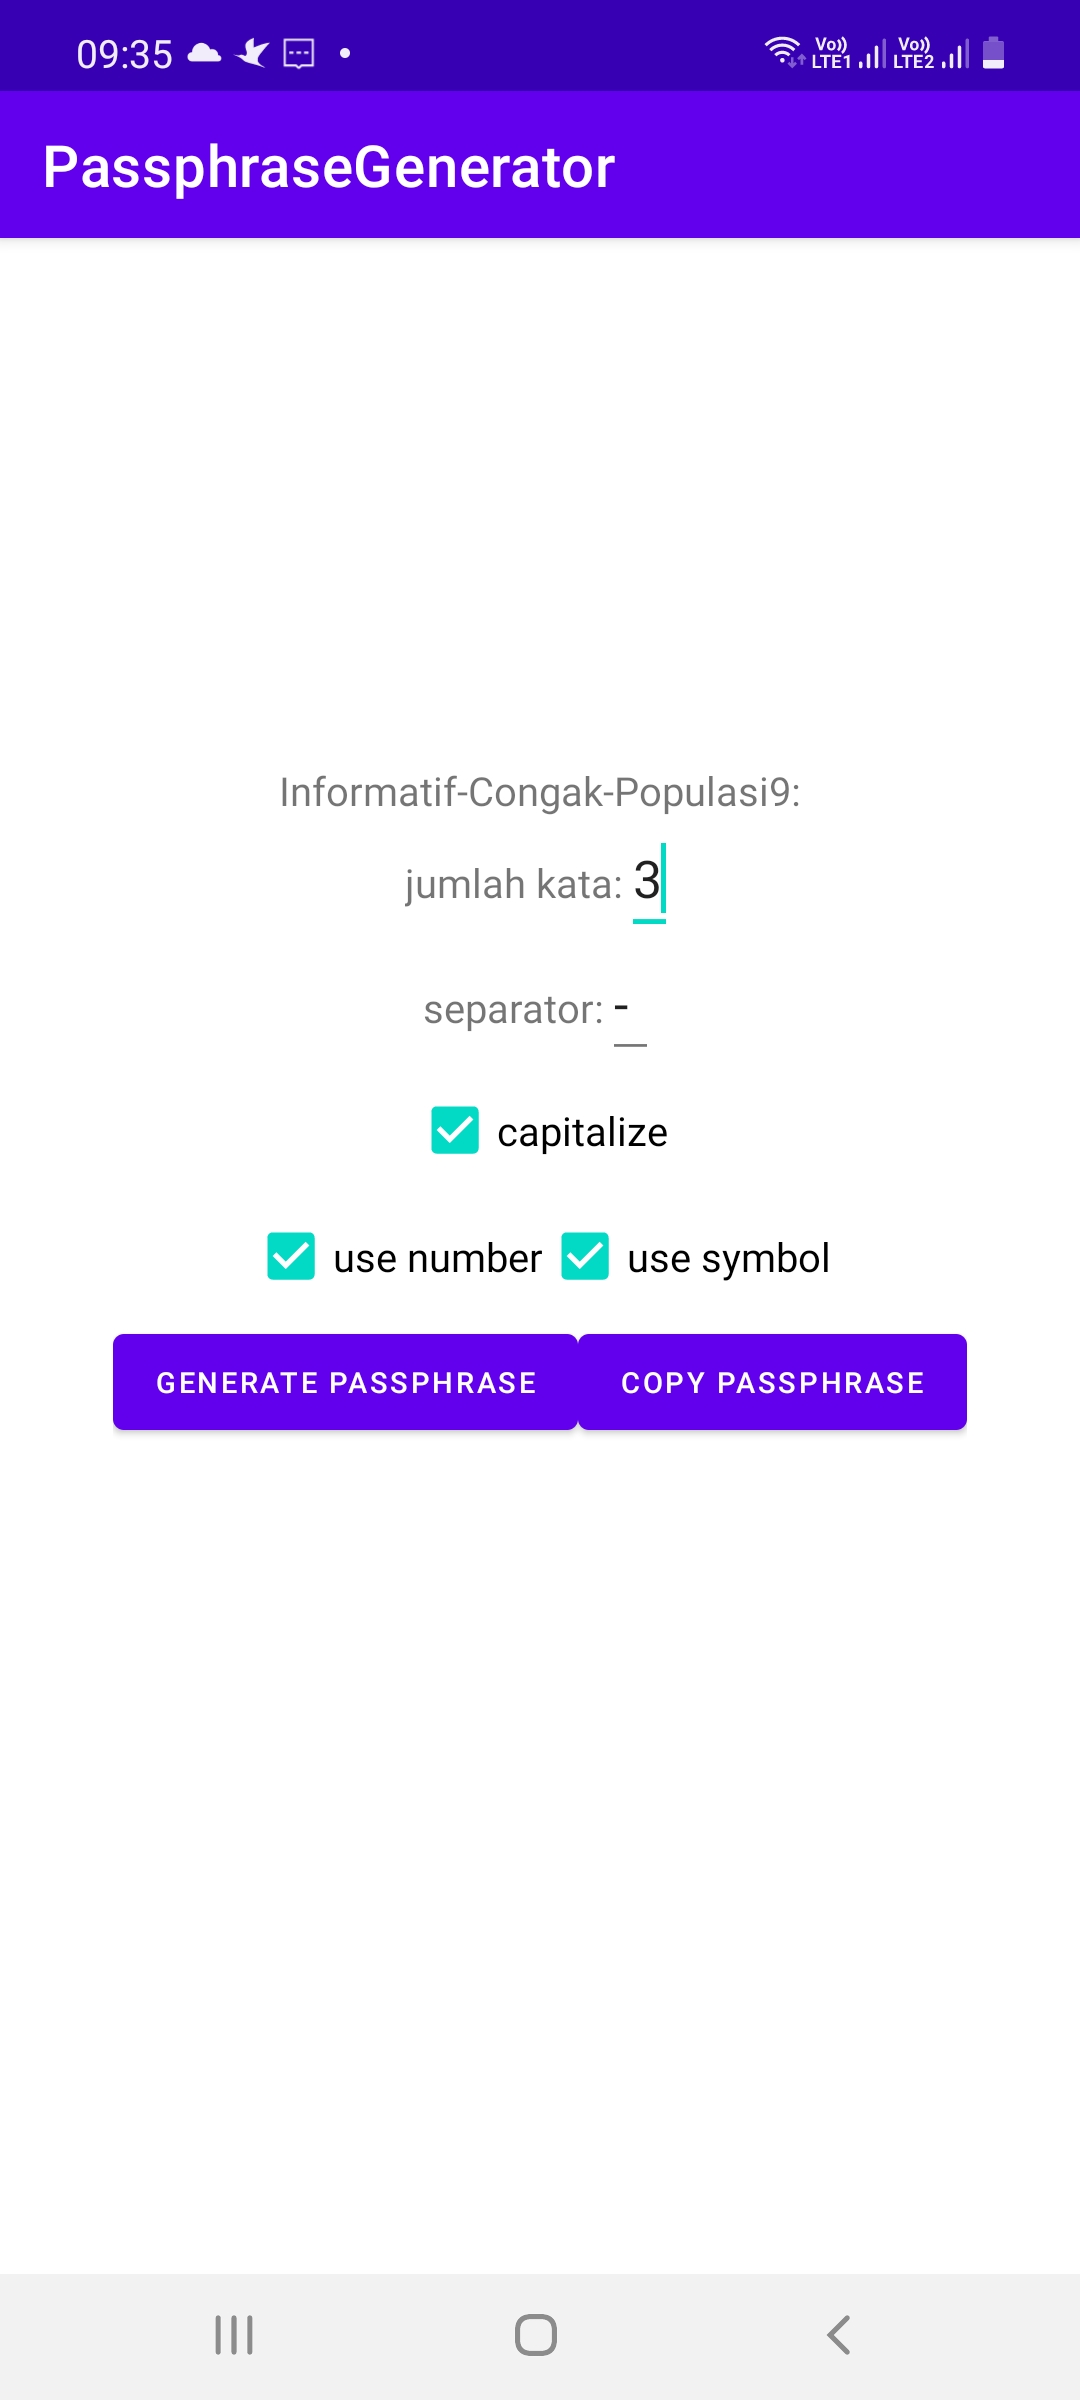 09:35 Vo)) LTE1 Vo)) LTE2
PassphraseGenerator
Informatif-Congak-Populasi9:
jumlah kata: 3
separator: -
capitalize
use number use symbol
GENERATE PASSPHRASE COPY PASSPHRASE